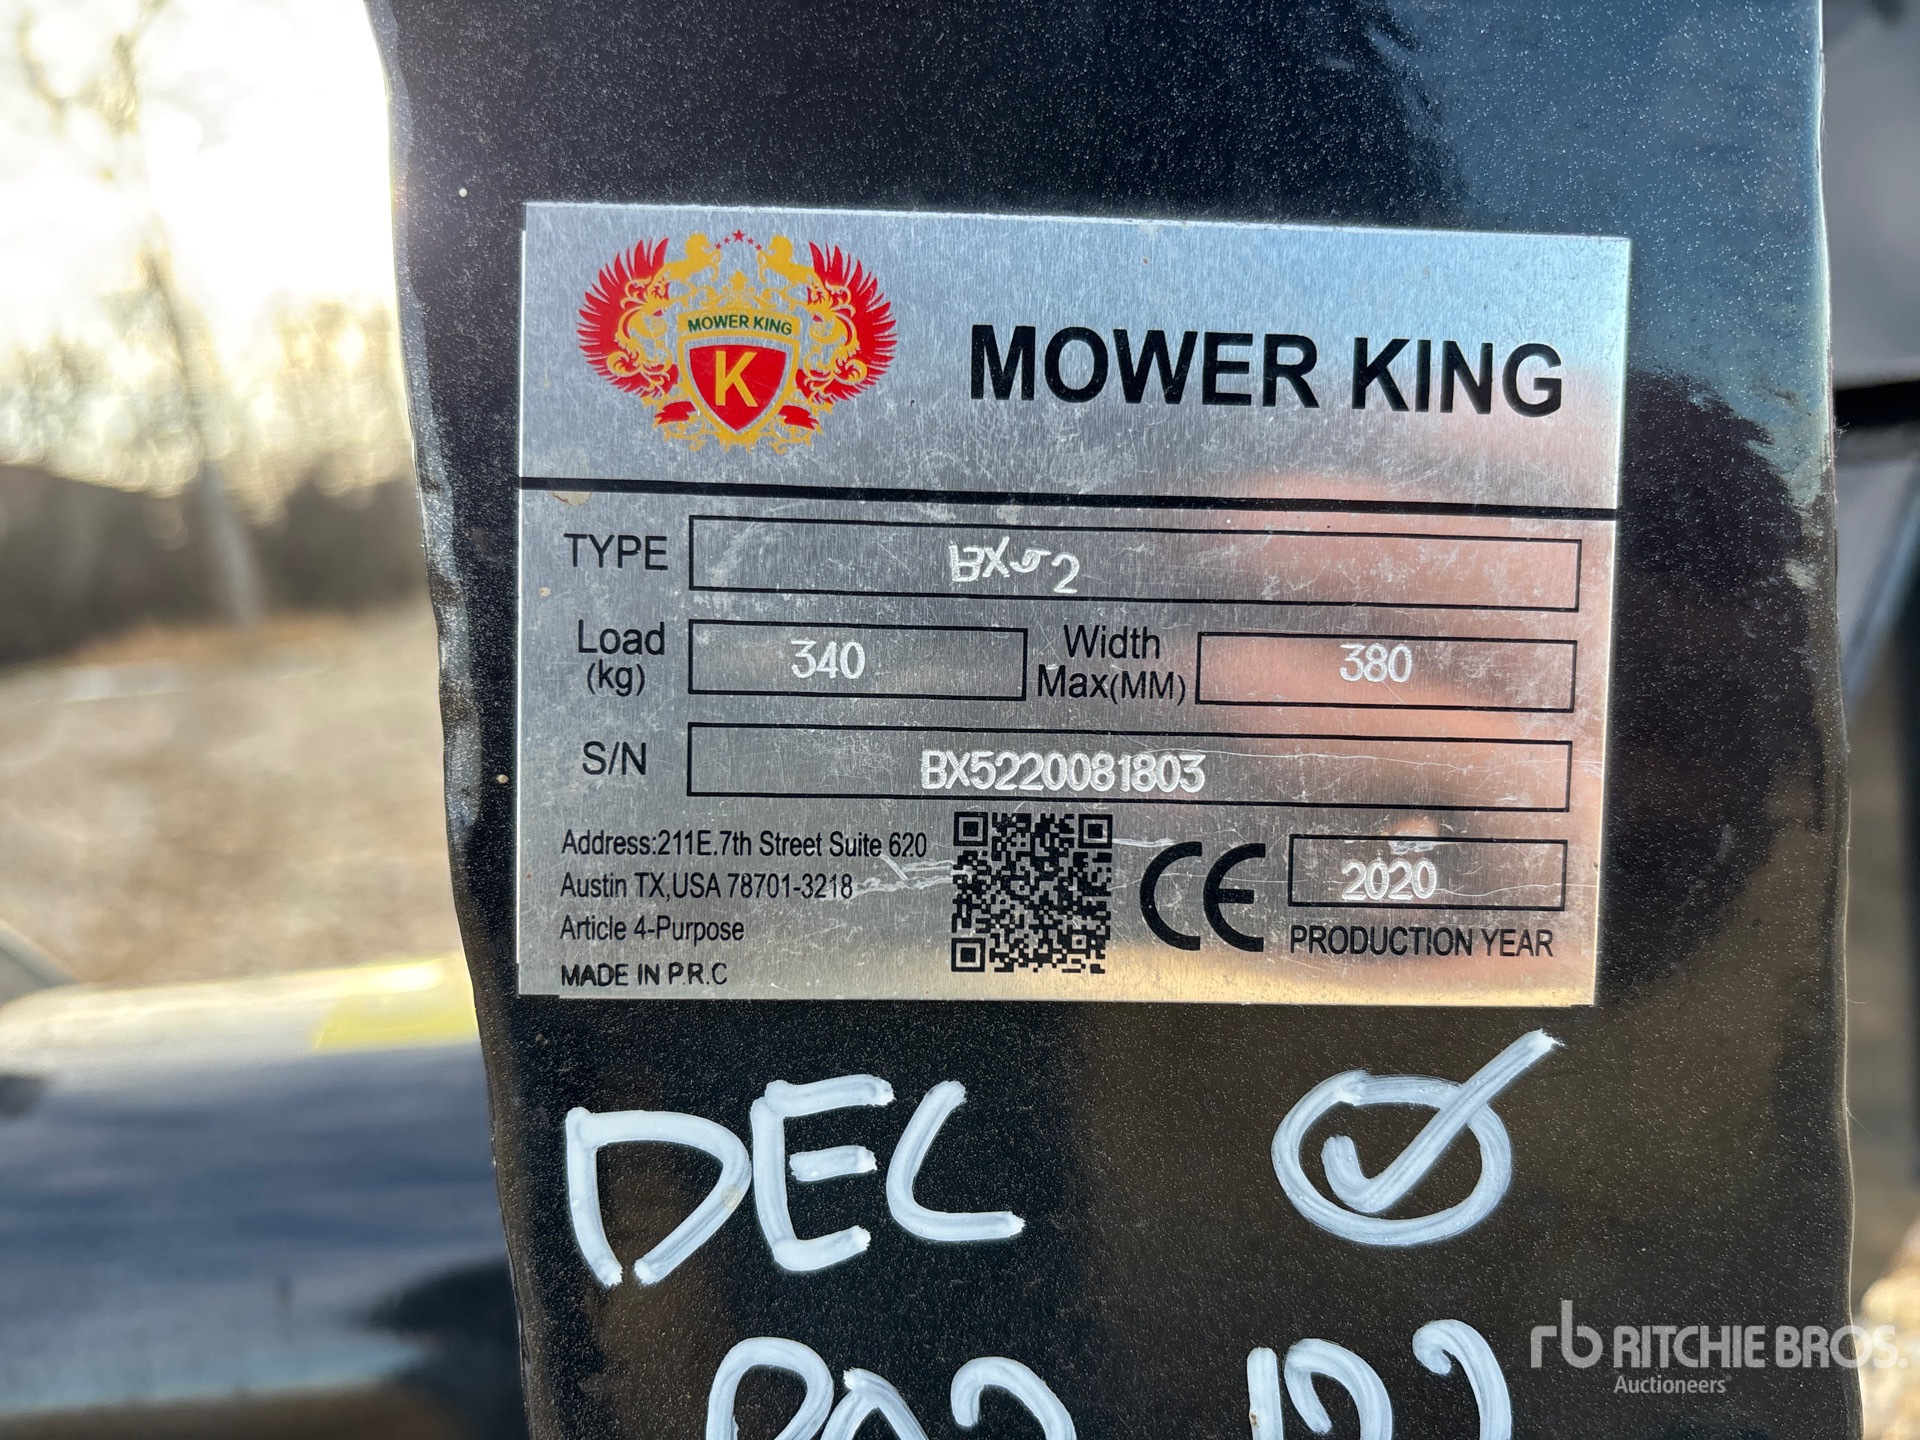 MOWER KING
K
MOWER KING
TYPE BX52
Load (kg) 340 Width Max(MM) 380
S/N BX5220081803
Address:211E.7th Street Suite 620
Austin TX,USA 78701-3218
Article 4-Purpose
MADE IN P.R.C
CE
2020
PRODUCTION YEAR
DEC
rb RITCHIE BROS.
Auctioneers